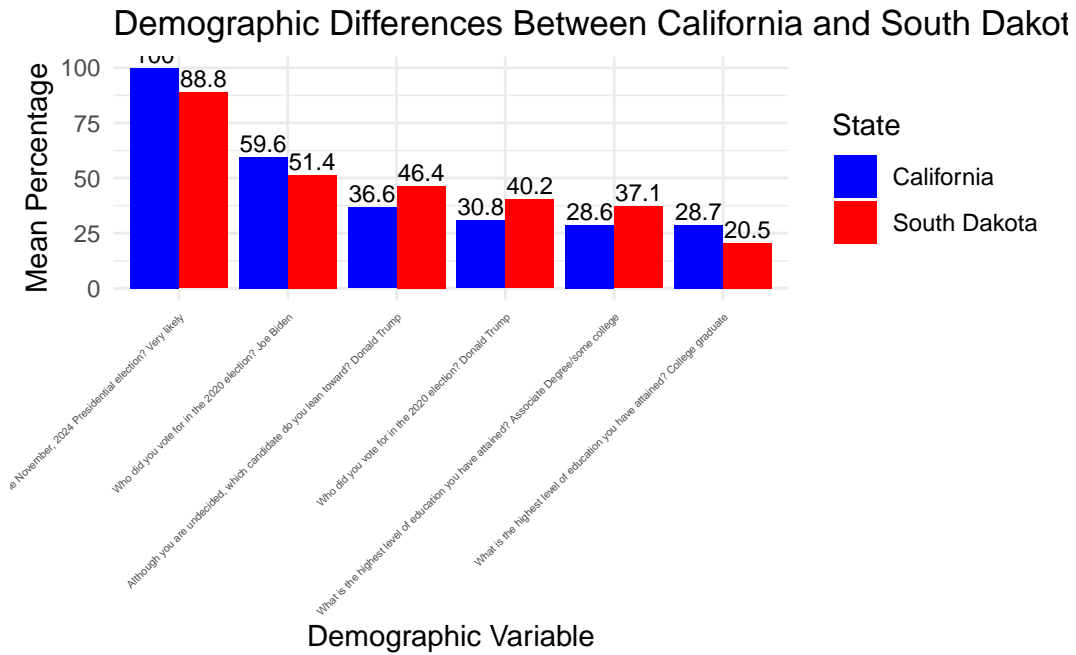 Demographic Differences Between California and South Dakot
Mean Percentage
100
75
50
25
0
100
88.8
59.6
51.4
36.6
46.4
30.8
40.2
28.6
37.1
28.7
20.5
State
California
South Dakota
e November, 2024 Presidential election? Very likely
Who did you vote for in the 2020 election? Joe Biden
Although you are undecided, which candidate do you lean toward? Donald Trump
Who did you vote for in the 2020 election? Donald Trump
What is the highest level of education you have attained? Associate Degree/some college
What is the highest level of education you have attained? College graduate
Demographic Variable